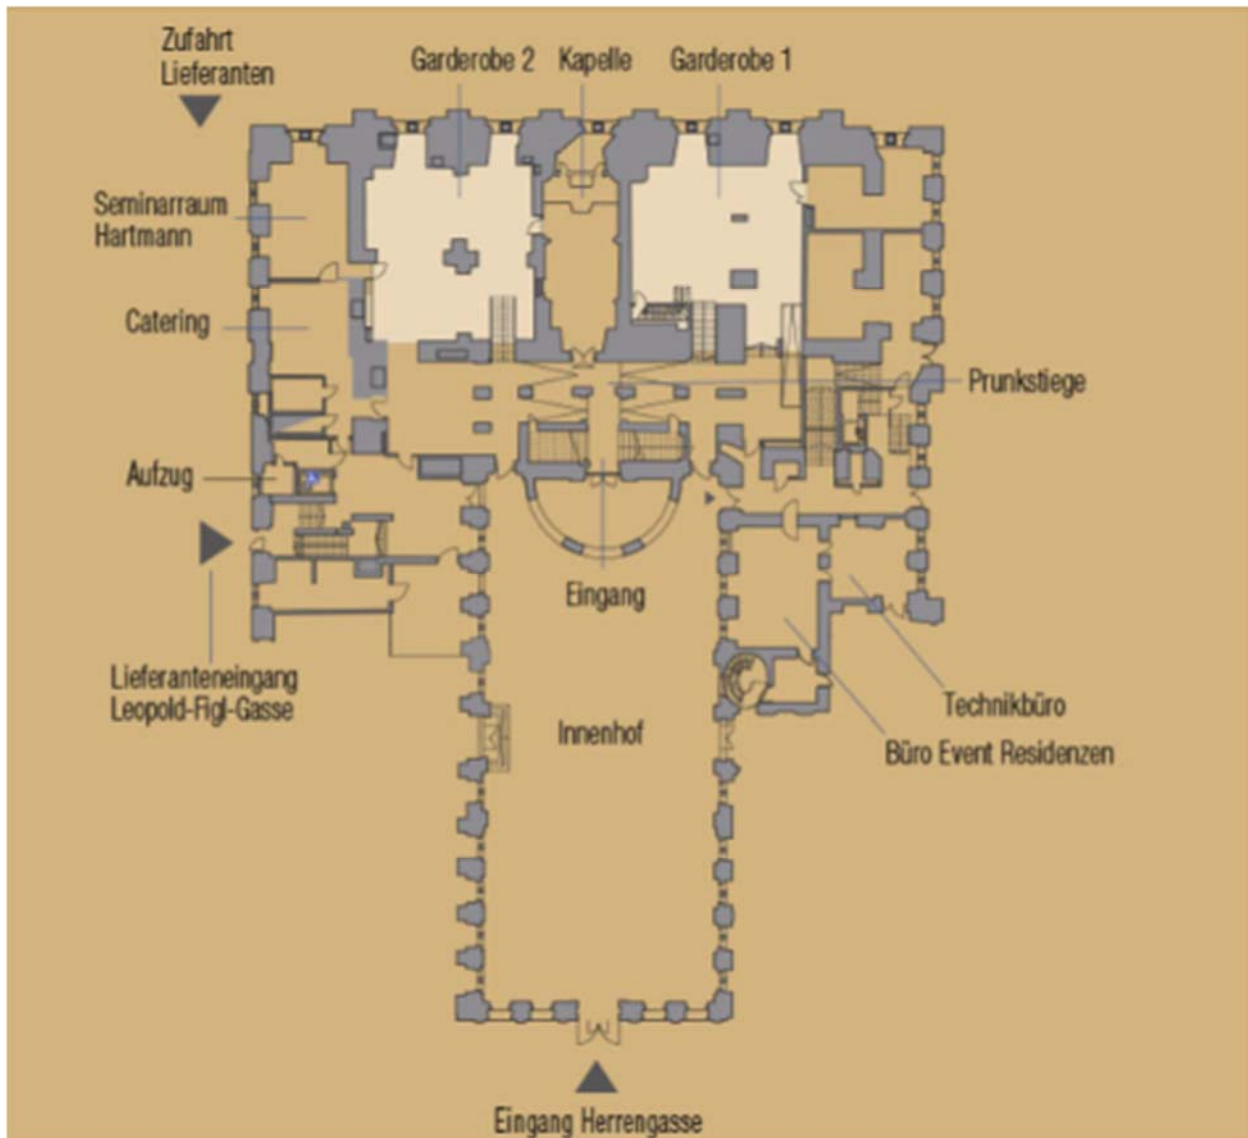 Zufahrt
Lieferanten
Garderobe 2
Kapelle
Garderobe 1
Seminarraum
Hartmann
Catering
Prunkstiege
Aufzug
Eingang
Lieferanteneingang
Leopold-Figl-Gasse
Technikbüro
Innenhof
Büro Event Residenzen
Eingang Herrengasse